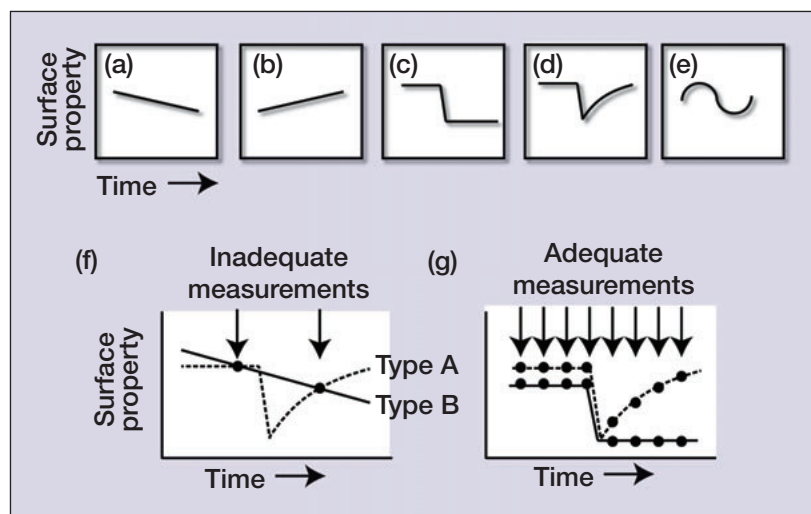 (a)
(b)
(c)
(d)
(e)
Surface
property
Time
(f)
Inadequate
measurements
(g)
Adequate
measurements
Surface
property
Type A
Type B
Time
Time